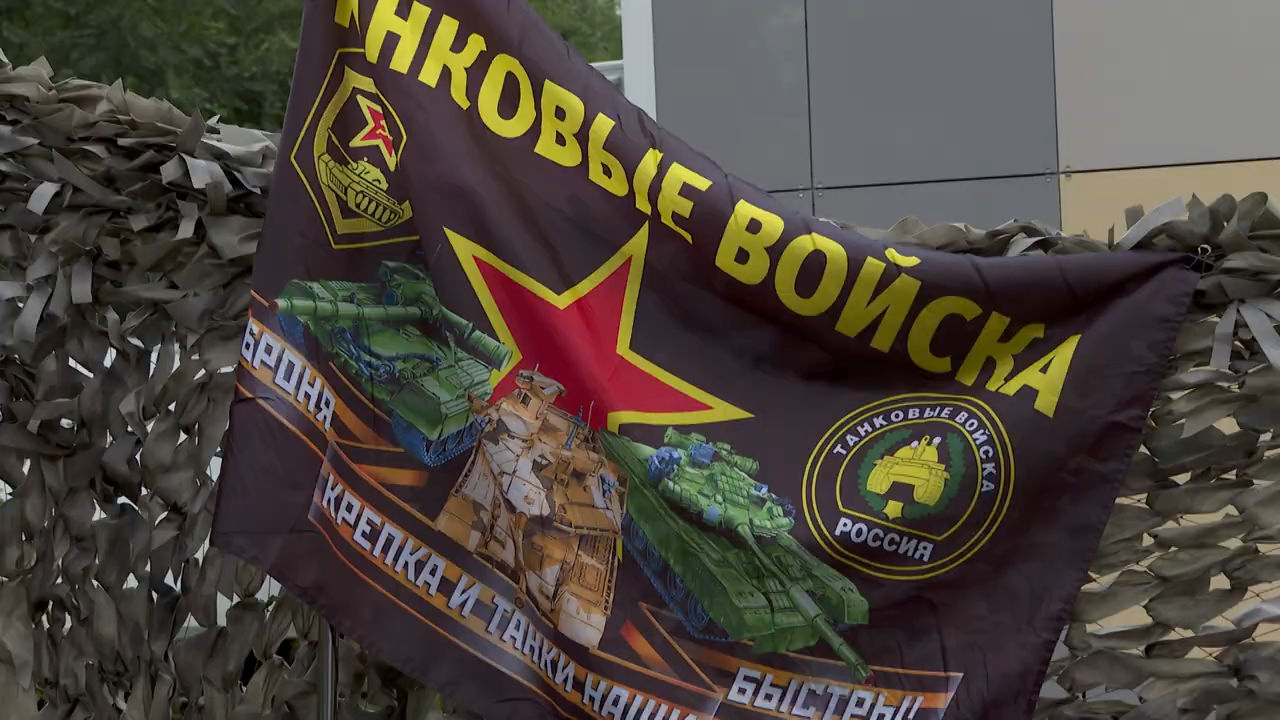 ТАНКОВЫЕ ВОЙСКА
ТАНКОВЫЕ ВОЙСКА
РОССИЯ
БРОНЯ
КРЕПКА И ТАНКИ НАШИ
БЫСТРЫ!